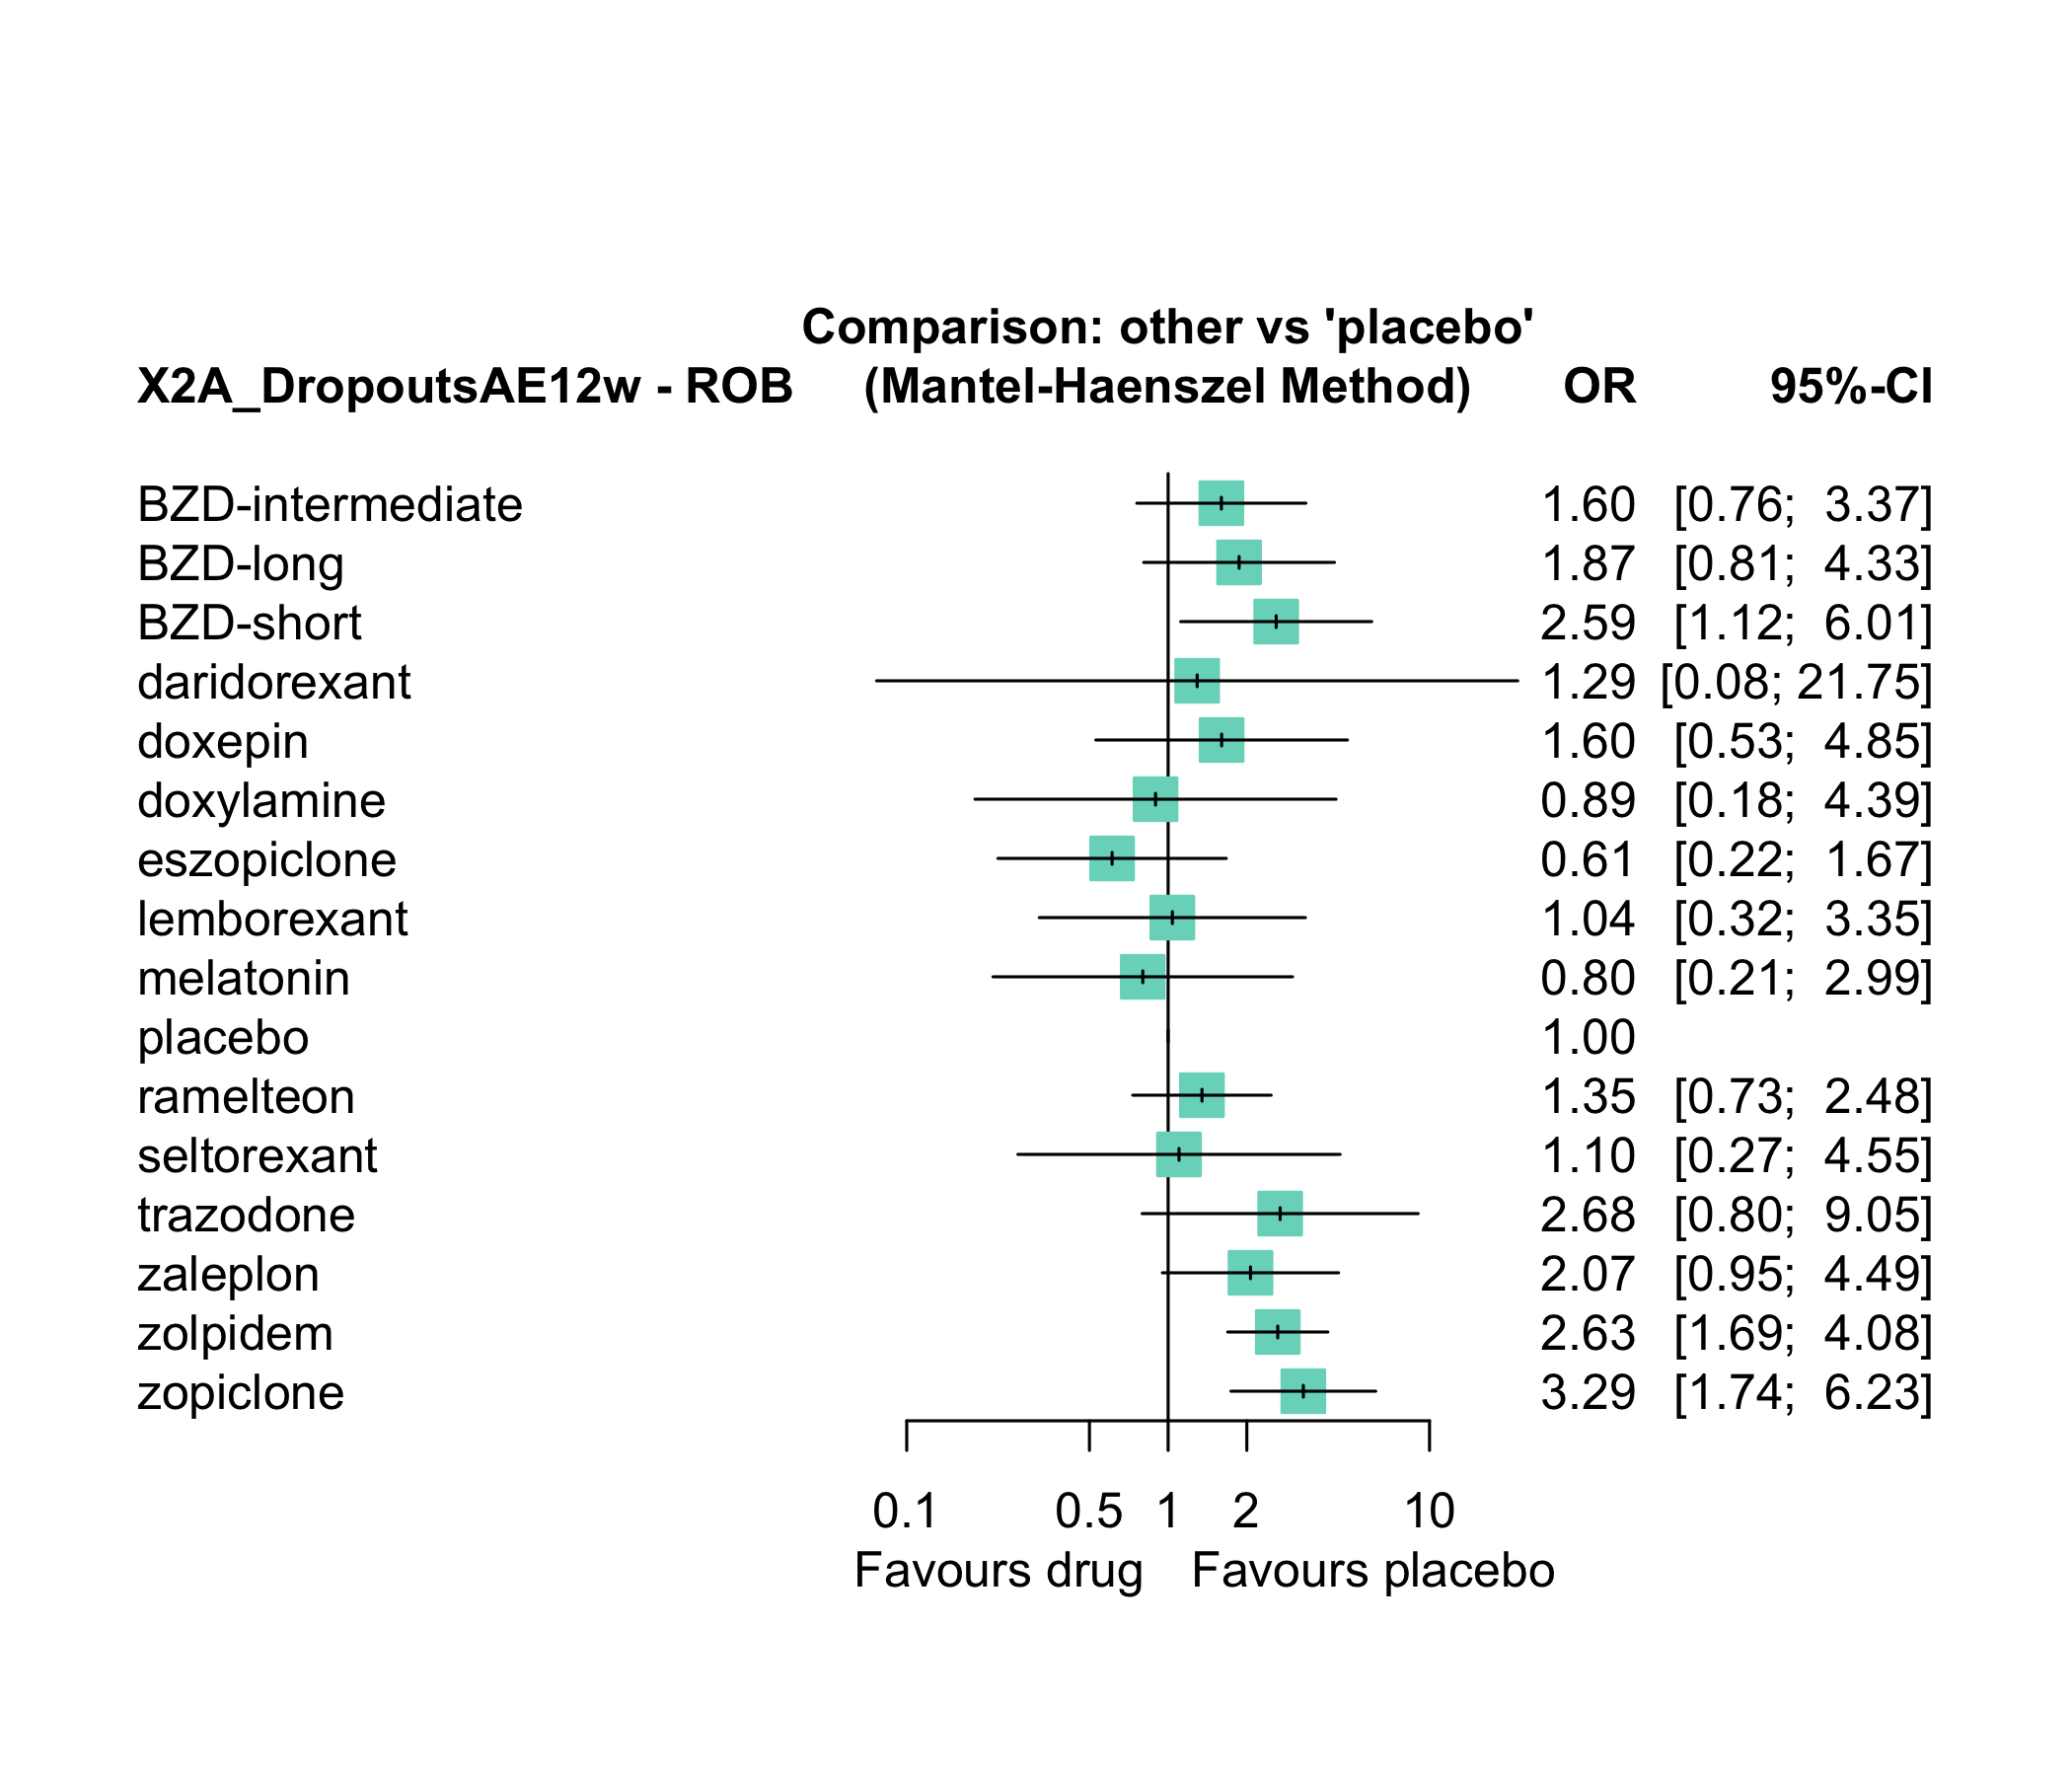 Comparison: other vs 'placebo'
X2A_DropoutsAE12w - ROB (Mantel-Haenszel Method) OR 95%-CI
BZD-intermediate 1.60 [0.76; 3.37]
BZD-long 1.87 [0.81; 4.33]
BZD-short 2.59 [1.12; 6.01]
daridorexant 1.29 [0.08; 21.75]
doxepin 1.60 [0.53; 4.85]
doxylamine 0.89 [0.18; 4.39]
eszopiclone 0.61 [0.22; 1.67]
lemborexant 1.04 [0.32; 3.35]
melatonin 0.80 [0.21; 2.99]
placebo 1.00
ramelteon 1.35 [0.73; 2.48]
seltorexant 1.10 [0.27; 4.55]
trazodone 2.68 [0.80; 9.05]
zaleplon 2.07 [0.95; 4.49]
zolpidem 2.63 [1.69; 4.08]
zopiclone 3.29 [1.74; 6.23]
0.1 0.5 1 2 10
Favours drug Favours placebo